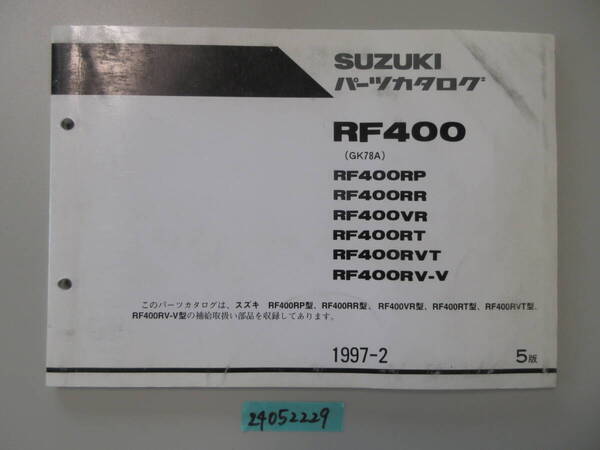 SUZUKI
パーツカタログ
RF400
(GK78A)
RF400RP
RF400RR
RF400VR
RF400RT
RF400RVT
RF400RV-V
このパーツカタログは、スズキ RF400RP型、RF400RR型、RF400VR型、RF400RT型、RF400RVT型、
RF400RV-V型の補給取扱い部品を収録してあります。
1997-2 5版
24052229